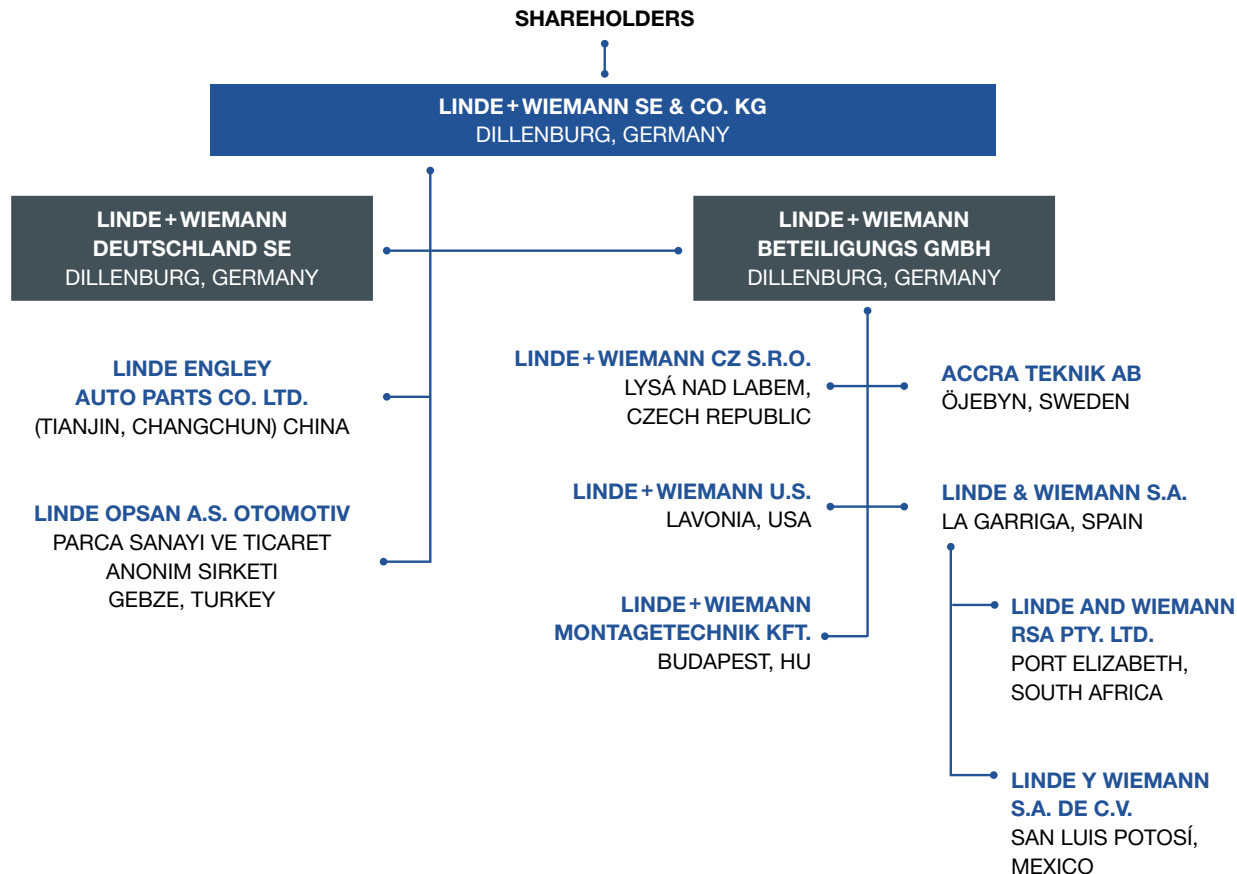 SHAREHOLDERS
LINDE+WIEMANN SE & CO. KG
DILLENBURG, GERMANY
LINDE+WIEMANN
DEUTSCHLAND SE
DILLENBURG, GERMANY
LINDE+WIEMANN
BETEILIGUNGS GMBH
DILLENBURG, GERMANY
LINDE ENGLEY
AUTO PARTS CO. LTD.
(TIANJIN, CHANGCHUN) CHINA
LINDE OPSAN A.S. OTOMOTIV
PARCA SANAYI VE TICARET
ANONIM SIRKETI
GEBZE, TURKEY
LINDE+WIEMANN CZ S.R.O.
LYSÁ NAD LABEM,
CZECH REPUBLIC
ACCRA TEKNIK AB
ÖJEBYN, SWEDEN
LINDE+WIEMANN U.S.
LAVONIA, USA
LINDE & WIEMANN S.A.
LA GARRIGA, SPAIN
LINDE+WIEMANN
MONTAGETECHNIK KFT.
BUDAPEST, HU
LINDE AND WIEMANN
RSA PTY. LTD.
PORT ELIZABETH,
SOUTH AFRICA
LINDE Y WIEMANN
S.A. DE C.V.
SAN LUIS POTOSÍ,
MEXICO